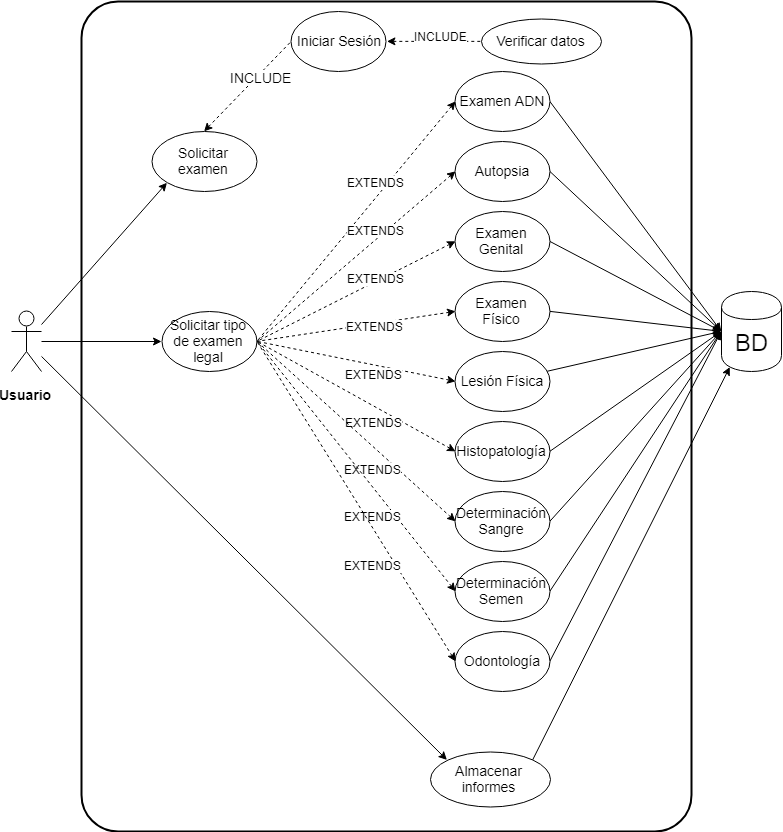 Iniciar Sesión
INCLUDE
Verificar datos
INCLUDE
Solicitar
examen
Examen ADN
EXTENDS
Autopsia
EXTENDS
Examen
Genital
EXTENDS
Examen
Físico
EXTENDS
Solicitar tipo
de examen
legal
BD
Usuario
EXTENDS
Lesión Física
EXTENDS
Histopatología
EXTENDS
Determinación
Sangre
EXTENDS
Determinación
Semen
EXTENDS
Odontología
Almacenar
informes